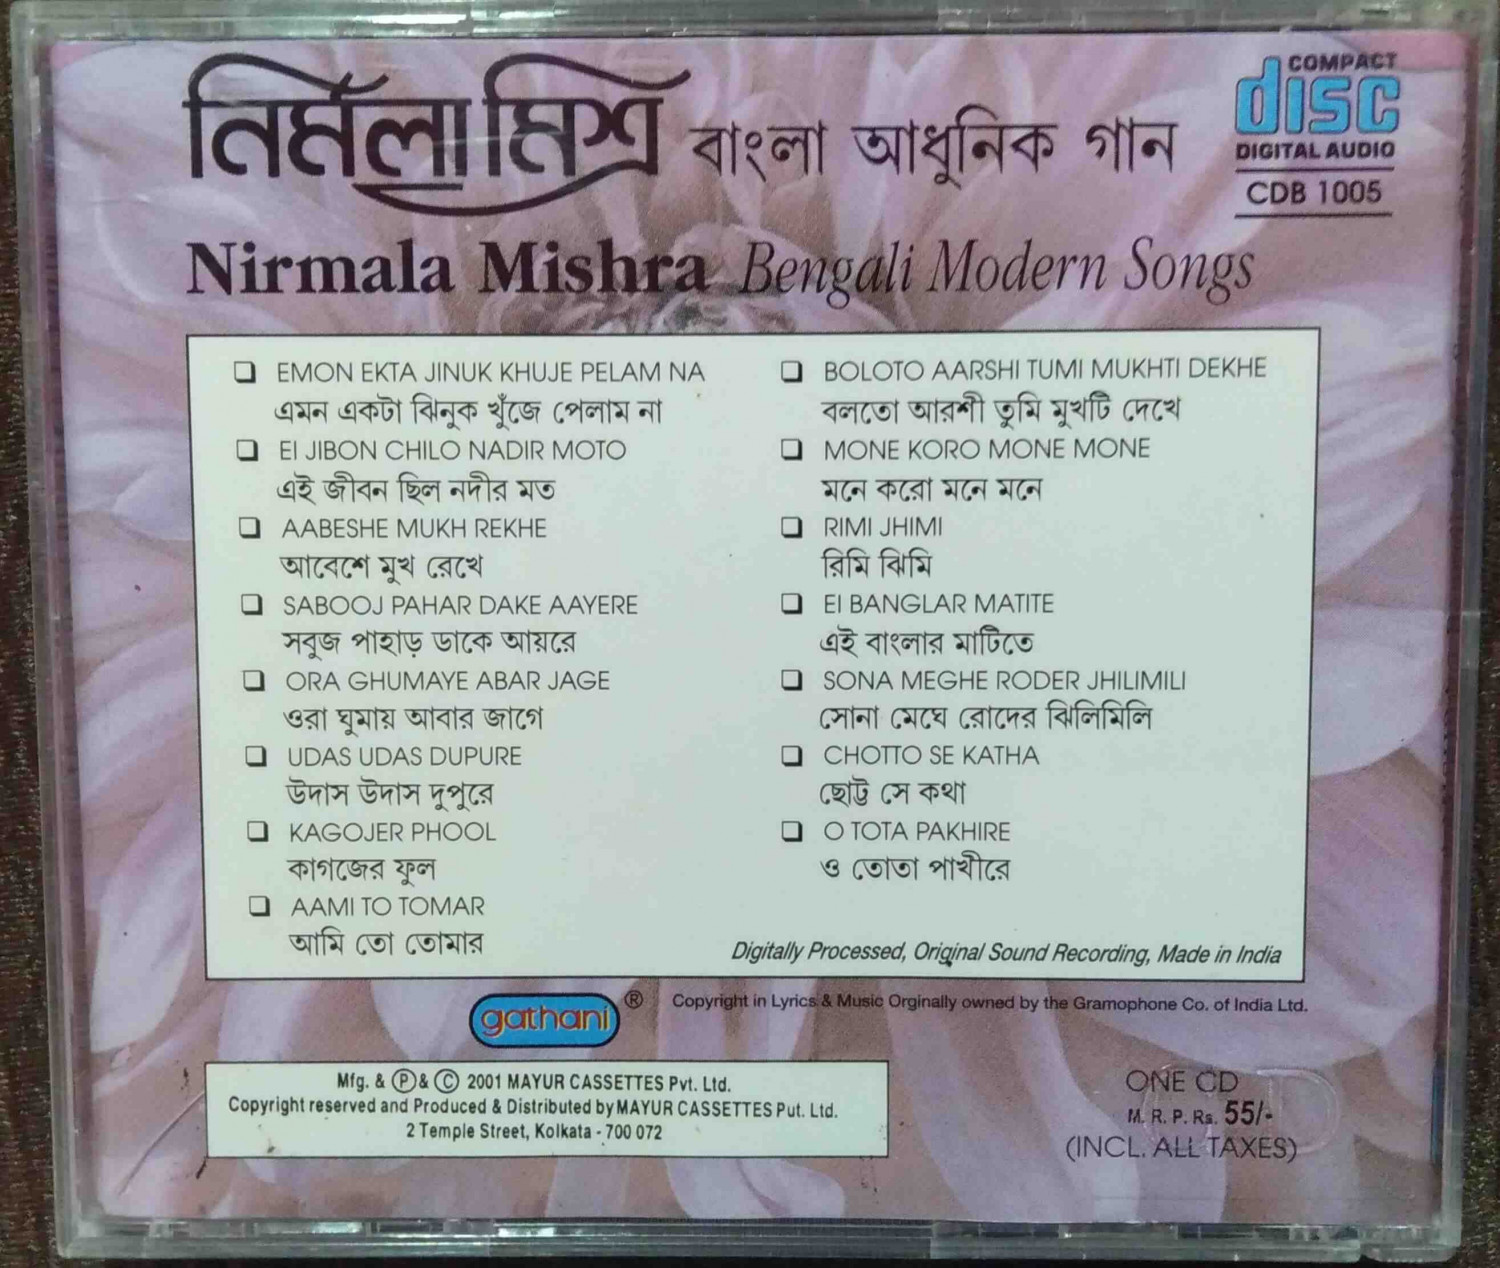 নির্মলা মিশ্র বাংলা আধুনিক গান
COMPACT
disc
DIGITAL AUDIO
CDB 1005
Nirmala Mishra Bengali Modern Songs
EMON EKTA JINUK KHUJE PELAM NA
এমন একটা ঝিনুক খুঁজে পেলাম না
EI JIBON CHILO NADIR MOTO
এই জীবন ছিল নদীর মত
AABESHE MUKH REKHE
আবেশে মুখ রেখে
SABOOJ PAHAR DAKE AAYERE
সবুজ পাহাড় ডাকে আয়রে
ORA GHUMAYE ABAR JAGE
ওরা ঘুমায় আবার জাগে
UDAS UDAS DUPURE
উদাস উদাস দুপুরে
KAGOJER PHOOL
কাগজের ফুল
AAMI TO TOMAR
আমি তো তোমার
BOLOTO AARSHI TUMI MUKHTI DEKHE
বলতো আরশী তুমি মুখটি দেখে
MONE KORO MONE MONE
মনে করো মনে মনে
RIMI JHIMI
রিমি ঝিমি
EI BANGLAR MATITE
এই বাংলার মাটিতে
SONA MEGHE RODER JHILIMILI
সোনা মেঘে রোদের ঝিলিমিলি
CHOTTO SE KATHA
ছোট্ট সে কথা
O TOTA PAKHIRE
ও তোতা পাখীরে
Digitally Processed, Original Sound Recording, Made in India
gathani ®
Copyright in Lyrics & Music Orginally owned by the Gramophone Co. of India Ltd.
Mfg. & Ⓟ & © 2001 MAYUR CASSETTES Pvt. Ltd.
Copyright reserved and Produced & Distributed by MAYUR CASSETTES Put. Ltd.
2 Temple Street, Kolkata - 700 072
ONE CD
M. R. P. Rs. 55/-
(INCL. ALL TAXES)